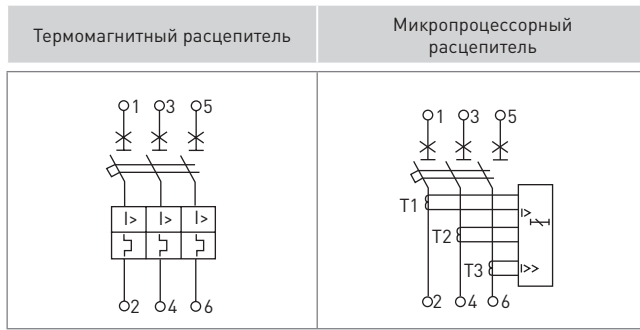 Термомагнитный расцепитель
Микропроцессорный
расцепитель
1 3 5
I> I> I>
2 4 6
1 3 5
T1
I>
T2
T3
I>>
2 4 6